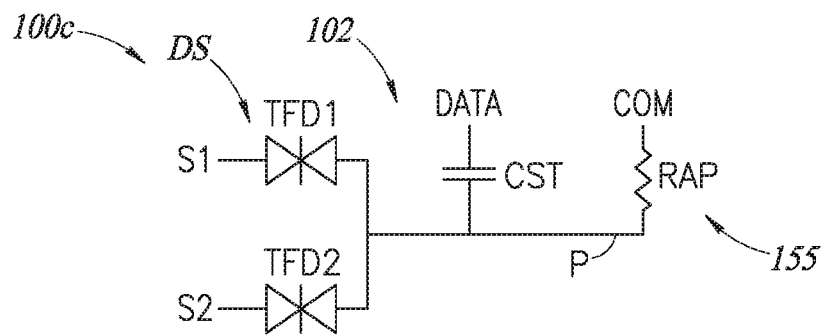 100c
DS
102
TFD1
DATA
COM
S1
CST
RAP
TFD2
P
155
S2